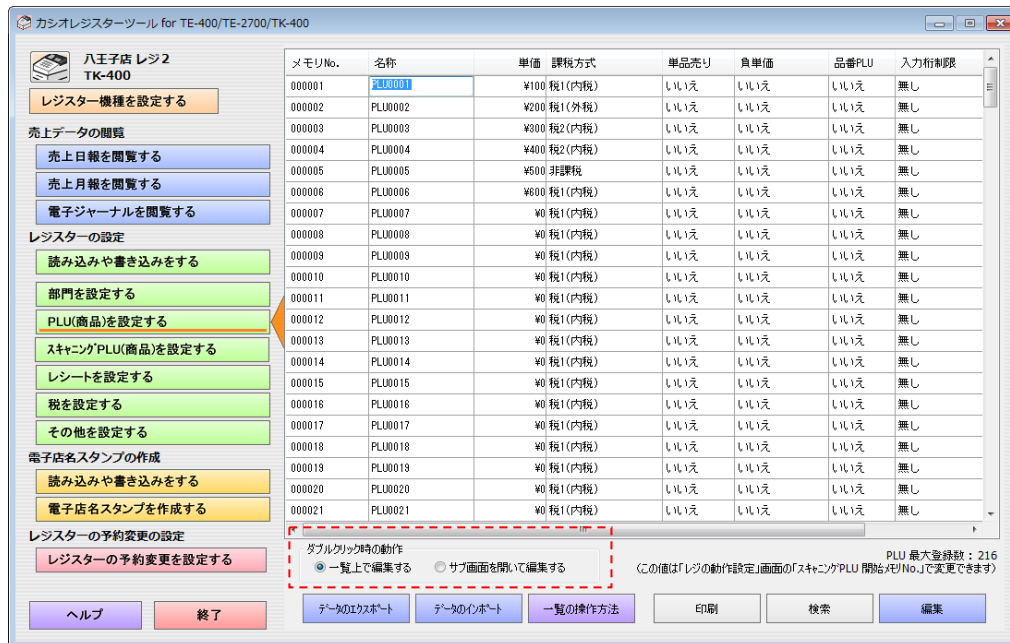 カシオレジスターツール for TE-400/TE-2700/TK-400
八王子店 レジ2
TK-400
レジスター機種を設定する
売上データの閲覧
売上日報を閲覧する
売上月報を閲覧する
電子ジャーナルを閲覧する
レジスターの設定
読み込みや書き込みをする
部門を設定する
PLU(商品)を設定する
スキャニングPLU(商品)を設定する
レシートを設定する
税を設定する
その他を設定する
電子店名スタンプの作成
読み込みや書き込みをする
電子店名スタンプを作成する
レジスターの予約変更の設定
レジスターの予約変更を設定する
ヘルプ 終了
メモリNo. 名称 単価 課税方式 単品売り 負単価 品番PLU 入力桁制限
000001 PLU0001 ¥100 税1(内税) いいえ いいえ いいえ 無し
000002 PLU0002 ¥200 税1(外税) いいえ いいえ いいえ 無し
000003 PLU0003 ¥300 税2(内税) いいえ いいえ いいえ 無し
000004 PLU0004 ¥400 税2(内税) いいえ いいえ いいえ 無し
000005 PLU0005 ¥500 非課税 いいえ いいえ いいえ 無し
000006 PLU0006 ¥600 税1(内税) いいえ いいえ いいえ 無し
000007 PLU0007 ¥0 税1(内税) いいえ いいえ いいえ 無し
000008 PLU0008 ¥0 税1(内税) いいえ いいえ いいえ 無し
000009 PLU0009 ¥0 税1(内税) いいえ いいえ いいえ 無し
000010 PLU0010 ¥0 税1(内税) いいえ いいえ いいえ 無し
000011 PLU0011 ¥0 税1(内税) いいえ いいえ いいえ 無し
000012 PLU0012 ¥0 税1(内税) いいえ いいえ いいえ 無し
000013 PLU0013 ¥0 税1(内税) いいえ いいえ いいえ 無し
000014 PLU0014 ¥0 税1(内税) いいえ いいえ いいえ 無し
000015 PLU0015 ¥0 税1(内税) いいえ いいえ いいえ 無し
000016 PLU0016 ¥0 税1(内税) いいえ いいえ いいえ 無し
000017 PLU0017 ¥0 税1(内税) いいえ いいえ いいえ 無し
000018 PLU0018 ¥0 税1(内税) いいえ いいえ いいえ 無し
000019 PLU0019 ¥0 税1(内税) いいえ いいえ いいえ 無し
000020 PLU0020 ¥0 税1(内税) いいえ いいえ いいえ 無し
000021 PLU0021 ¥0 税1(内税) いいえ いいえ いいえ 無し
ダブルクリック時の動作
一覧上で編集する サブ画面を開いて編集する
PLU 最大登録数 : 216
(この値は「レジの動作設定」画面の「スキャニングPLU 開始メモリNo.」で変更できます)
データのエクスポート データのインポート 一覧の操作方法 印刷 検索 編集